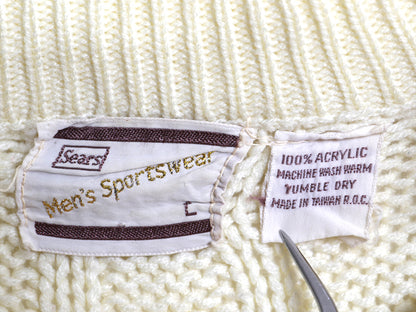 Sears
Men's Sportswear
L
100% ACRYLIC
MACHINE WASH WARM
TUMBLE DRY
MADE IN TAIWAN R.O.C.